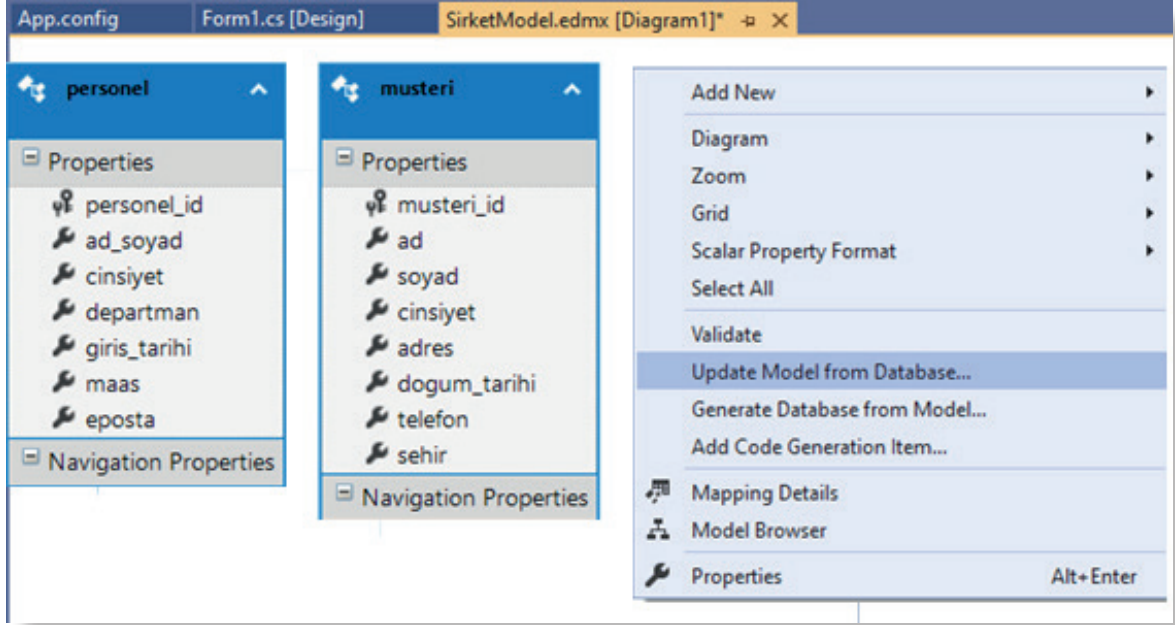 App.config
Form1.cs [Design]
SirketModel.edmx [Diagram1]*
personel
Properties
personel_id
ad_soyad
cinsiyet
departman
giris_tarihi
maas
eposta
Navigation Properties
musteri
Properties
musteri_id
ad
soyad
cinsiyet
adres
dogum_tarihi
telefon
sehir
Navigation Properties
Add New
Diagram
Zoom
Grid
Scalar Property Format
Select All
Validate
Update Model from Database...
Generate Database from Model...
Add Code Generation Item...
Mapping Details
Model Browser
Properties Alt+Enter